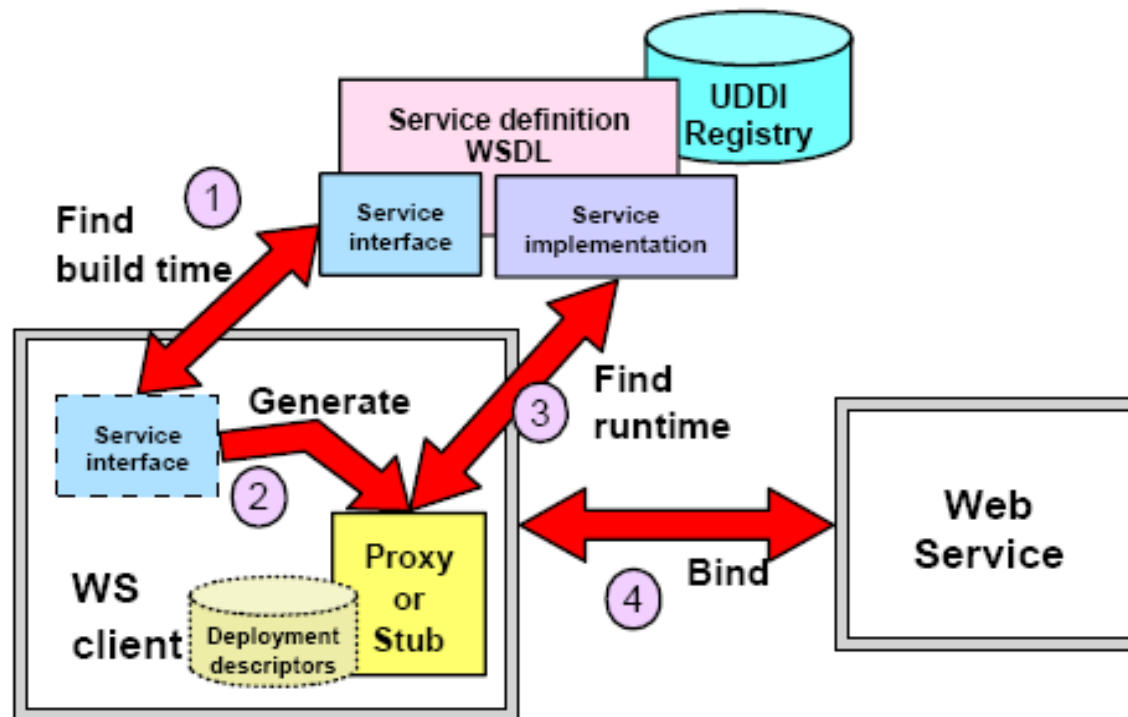 UDDI
Registry
Service definition
WSDL
1
Service
interface
Service
implementation
Find
build time
Generate
3
Find
runtime
Service
interface
2
Web
Service
Proxy
or
Stub
Bind
4
WS
client
Deployment
descriptors